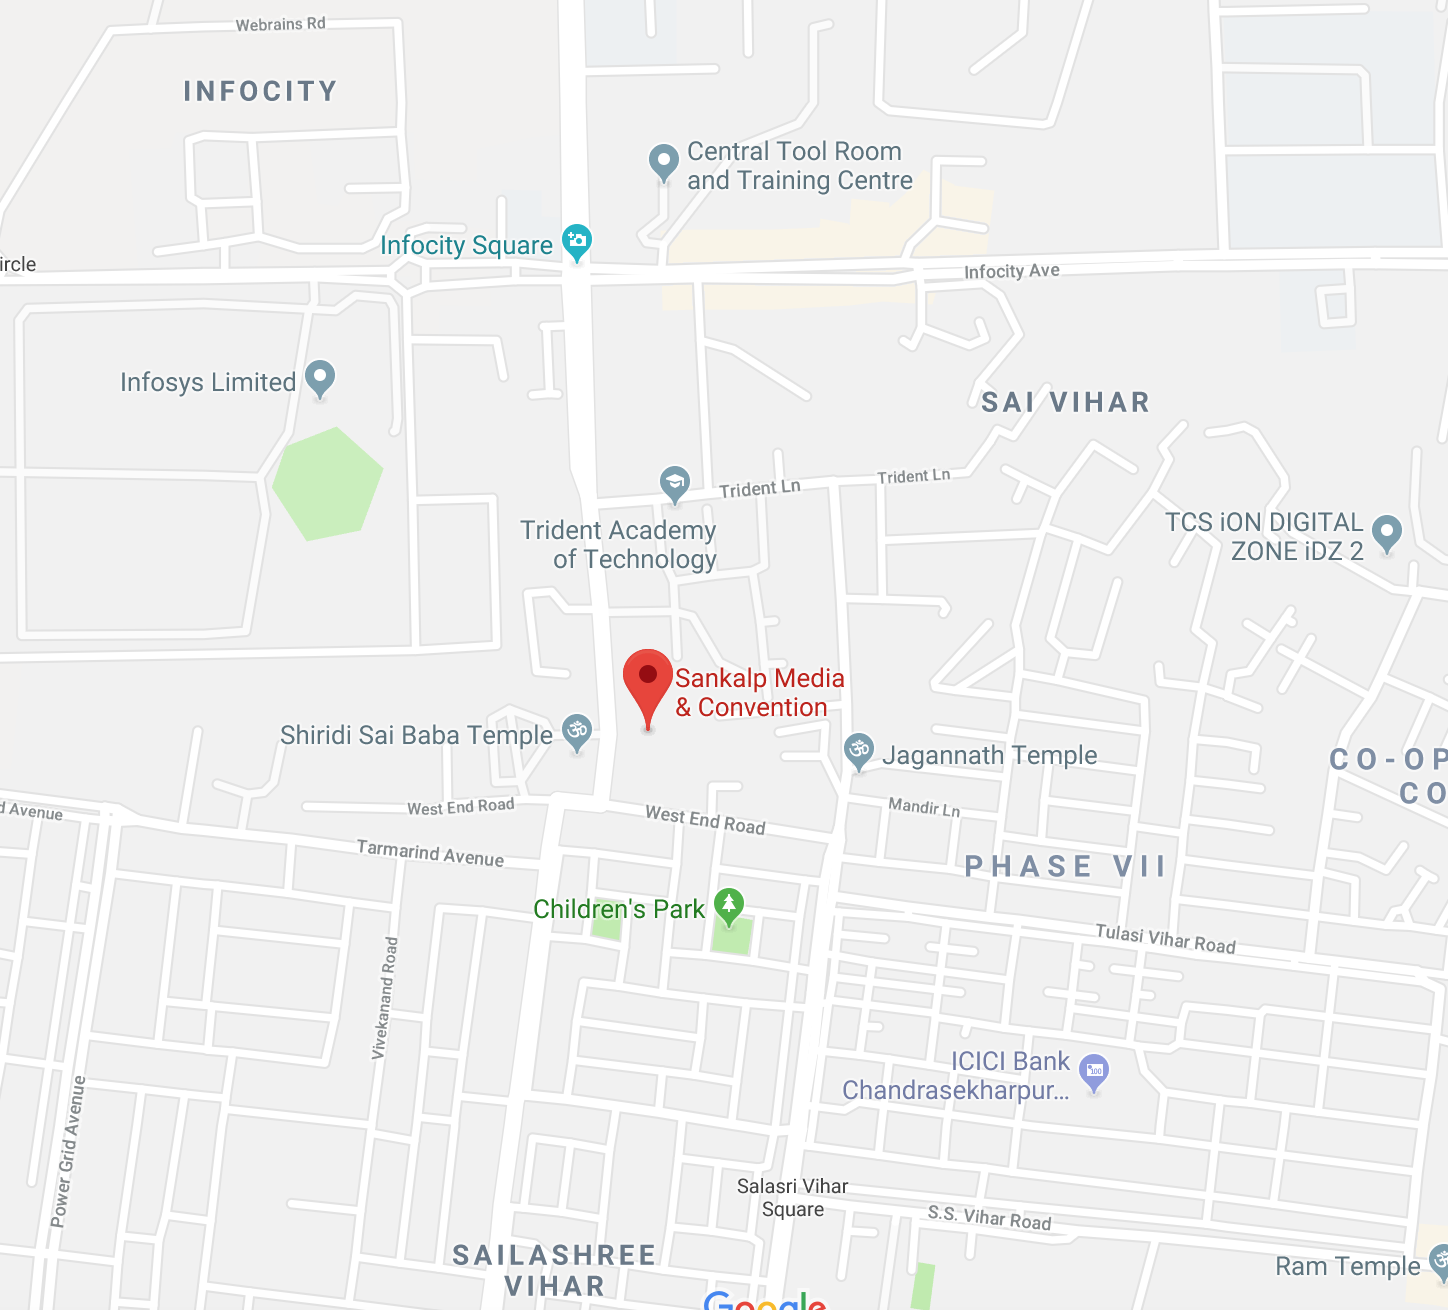 Webrains Rd
INFOCITY
Central Tool Room
and Training Centre
Infocity Square
ircle
Infocity Ave
Infosys Limited
SAI VIHAR
Trident Ln
Trident Ln
Trident Academy
of Technology
TCS iON DIGITAL
ZONE iDZ 2
Sankalp Media
& Convention
Shiridi Sai Baba Temple
Jagannath Temple
CO-OP
CO
d Avenue
West End Road
West End Road
Mandir Ln
Tarmarind Avenue
PHASE VII
Children's Park
Tulasi Vihar Road
Vivekanand Road
ICICI Bank
Chandrasekharpur...
Power Grid Avenue
Salasri Vihar
Square
S.S. Vihar Road
SAILASHREE
VIHAR
Ram Temple
Google